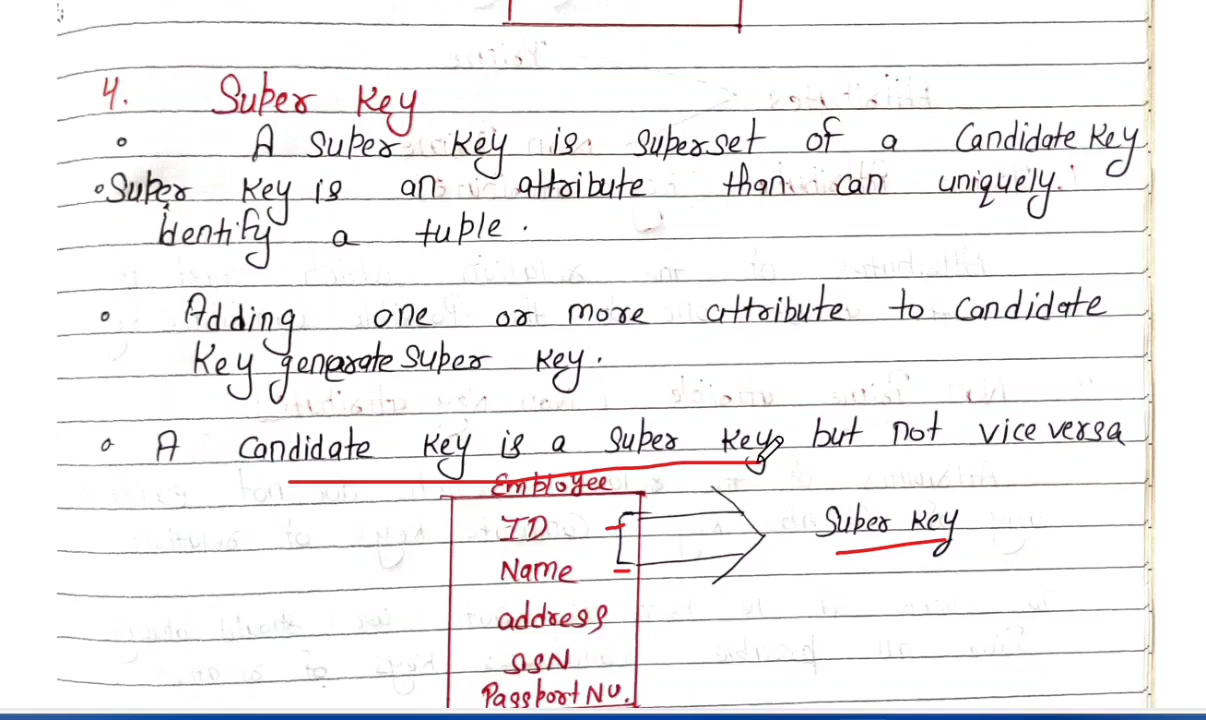 4. Super Key
A super key is superset of a Candidate Key.
Super Key is an attribute than can uniquely
identify a tuple.
Adding one or more attribute to Candidate
Key generate Super Key.
A Candidate Key is a Super Key but not vice versa
Employee
ID
Super Key
Name
address
SSN
Passport NU.